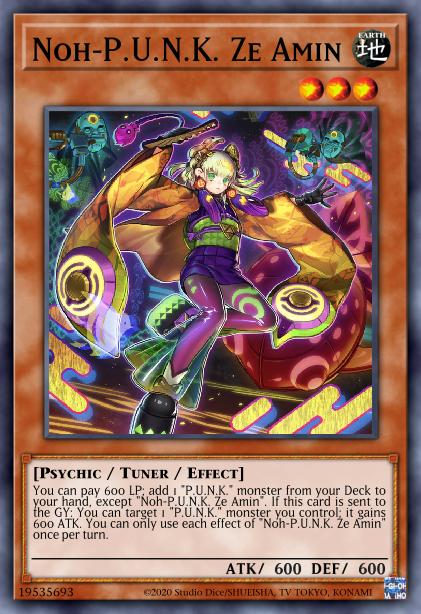 NOH-P.U.N.K. ZE AMIN
EARTH
地
[PSYCHIC / TUNER / EFFECT]
You can pay 600 LP; add 1 "P.U.N.K." monster from your Deck to
your hand, except "Noh-P.U.N.K. Ze Amin". If this card is sent to
the GY: You can target 1 "P.U.N.K." monster you control; it gains
600 ATK. You can only use each effect of "Noh-P.U.N.K. Ze Amin"
once per turn.
ATK/ 600 DEF/ 600
19535693
©2020 Studio Dice/SHUEISHA, TV TOKYO, KONAMI